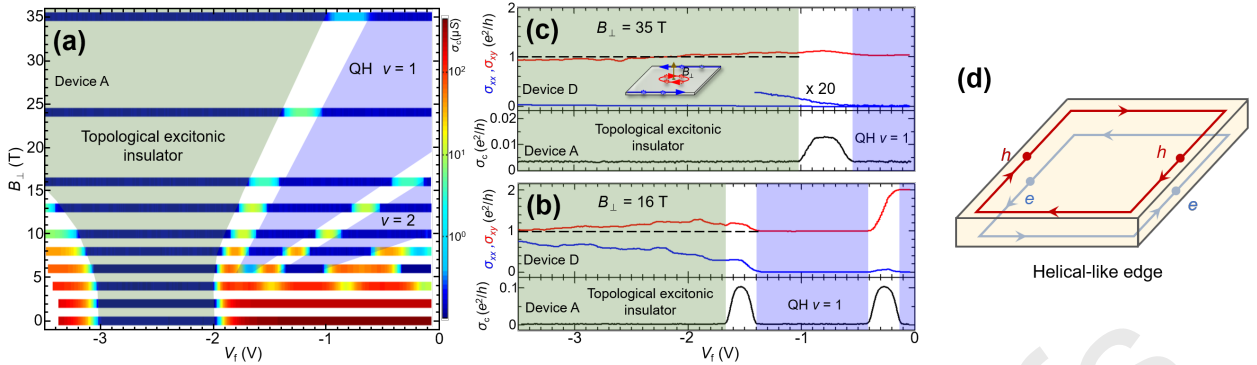 (a)
35
30
25
20
15
10
5
0
B⊥ (T)
Device A
QH ν = 1
Topological excitonic
insulator
ν = 2
-3 -2 -1 0
Vf (V)
σc(μS)
10²
10¹
10⁰
(c)
B⊥ = 35 T
σxx, σxy (e²/h)
2
1
0
B⊥
Device D
x 20
σc (e²/h)
0.02
0.01
0.00
Topological excitonic
insulator
Device A
QH ν = 1
(b)
B⊥ = 16 T
σxx, σxy (e²/h)
2
1
0
Device D
σc (e²/h)
0.1
0
Topological excitonic
insulator
Device A
QH ν = 1
-3 -2 -1 0
Vf (V)
(d)
h
h
e
e
Helical-like edge